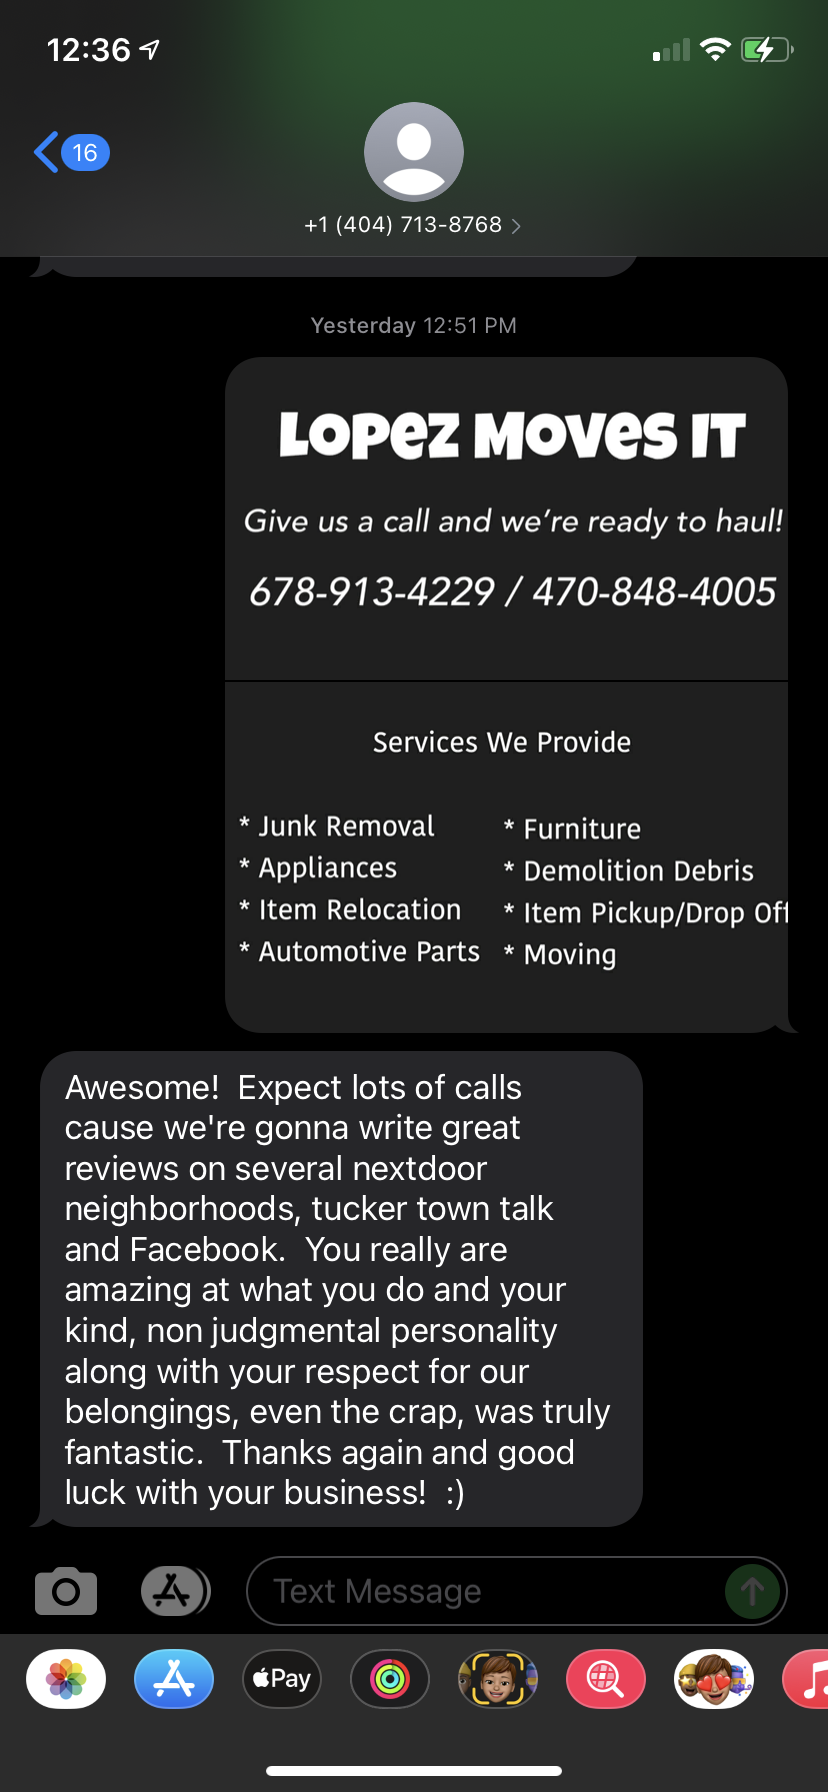 12:36
16
+1 (404) 713-8768
Yesterday 12:51 PM
Lopez Moves It
Give us a call and we're ready to haul!
678-913-4229 / 470-848-4005
Services We Provide
* Junk Removal
* Appliances
* Item Relocation
* Automotive Parts
* Furniture
* Demolition Debris
* Item Pickup/Drop Off
* Moving
Awesome!  Expect lots of calls
cause we're gonna write great
reviews on several nextdoor
neighborhoods, tucker town talk
and Facebook.  You really are
amazing at what you do and your
kind, non judgmental personality
along with your respect for our
belongings, even the crap, was truly
fantastic.  Thanks again and good
luck with your business!  :)
Text Message
Pay